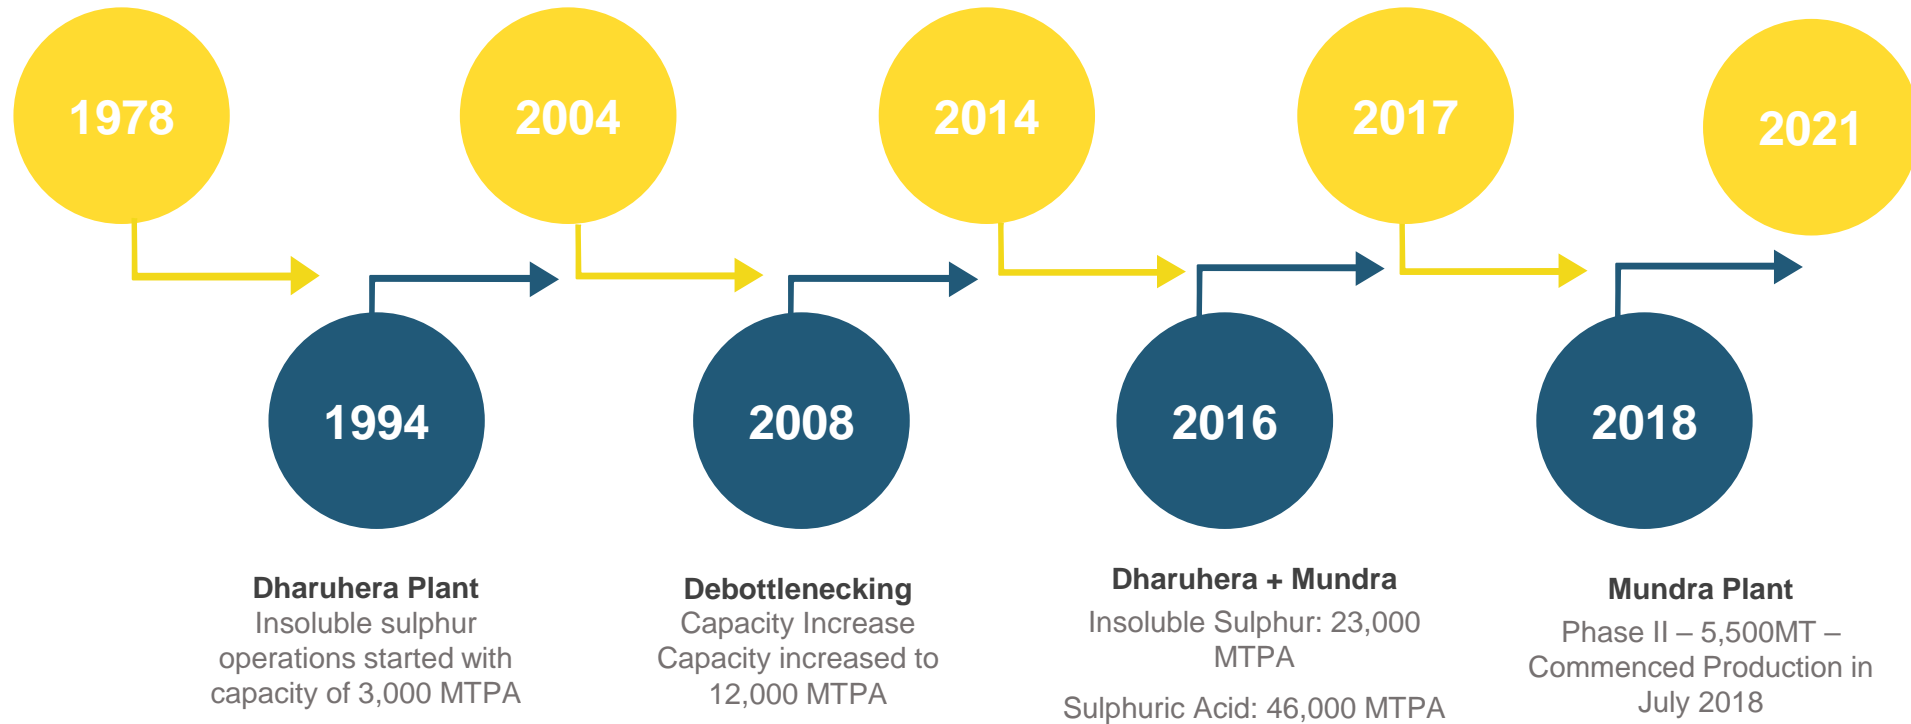 1978
2004
2014
2017
2021
1994
2008
2016
2018
Dharuhera Plant
Insoluble sulphur
operations started with
capacity of 3,000 MTPA
Debottlenecking
Capacity Increase
Capacity increased to
12,000 MTPA
Dharuhera + Mundra
Insoluble Sulphur: 23,000
MTPA
Sulphuric Acid: 46,000 MTPA
Mundra Plant
Phase II – 5,500MT –
Commenced Production in
July 2018